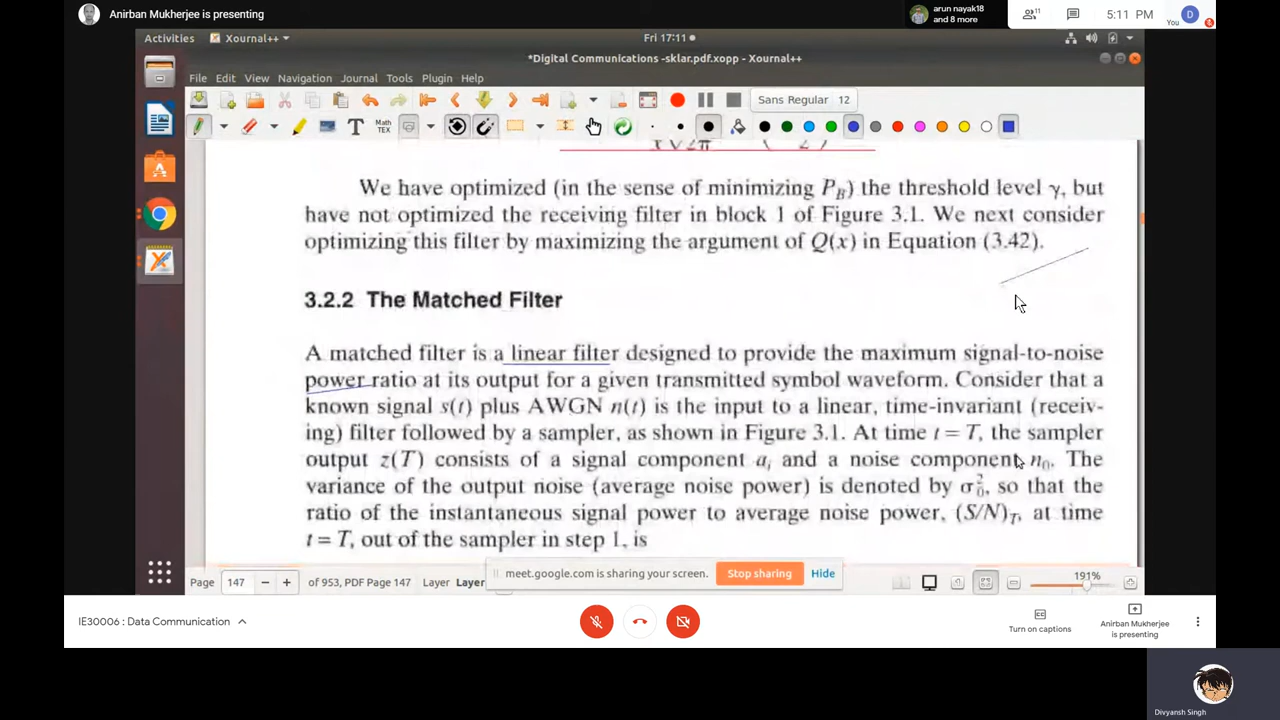 Anirban Mukherjee is presenting
arun nayak18
and 8 more
11
5:11 PM
D
You
Activities Xournal++ Fri 17:11
*Digital Communications -sklar.pdf.xopp - Xournal++
File Edit View Navigation Journal Tools Plugin Help
Sans Regular 12
T MATH TEX
We have optimized (in the sense of minimizing P_B) the threshold level γ, but
have not optimized the receiving filter in block 1 of Figure 3.1. We next consider
optimizing this filter by maximizing the argument of Q(x) in Equation (3.42).
3.2.2 The Matched Filter
A matched filter is a linear filter designed to provide the maximum signal-to-noise
power ratio at its output for a given transmitted symbol waveform. Consider that a
known signal s(t) plus AWGN n(t) is the input to a linear, time-invariant (receiv-
ing) filter followed by a sampler, as shown in Figure 3.1. At time t = T, the sampler
output z(T) consists of a signal component a_i and a noise component n_0. The
variance of the output noise (average noise power) is denoted by σ_0^2, so that the
ratio of the instantaneous signal power to average noise power, (S/N)_T, at time
t = T, out of the sampler in step 1, is
meet.google.com is sharing your screen. Stop sharing Hide
Page 147 − + of 953, PDF Page 147 Layer Layer 191%
IE30006 : Data Communication
Turn on captions
Anirban Mukherjee
is presenting
Divyansh Singh